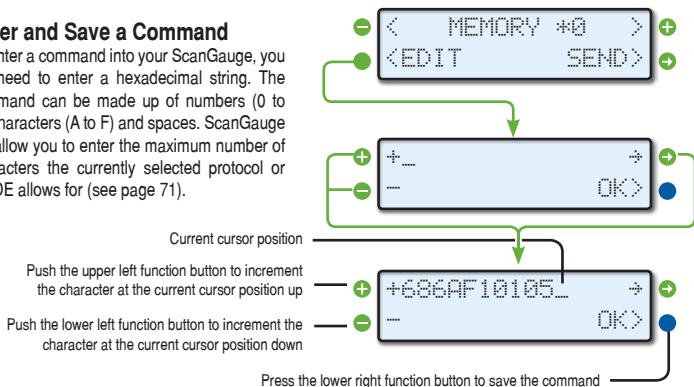 er and Save a Command
nter a command into your ScanGauge, you
need to enter a hexadecimal string. The
mand can be made up of numbers (0 to
haracters (A to F) and spaces. ScanGauge
allow you to enter the maximum number of
acters the currently selected protocol or
DE allows for (see page 71).
< MEMORY *0 >
<EDIT SEND>
+_ →
- OK>
Current cursor position
Push the upper left function button to increment
the character at the current cursor position up
Push the lower left function button to increment the
character at the current cursor position down
+686AF10105_ →
- OK>
Press the lower right function button to save the command